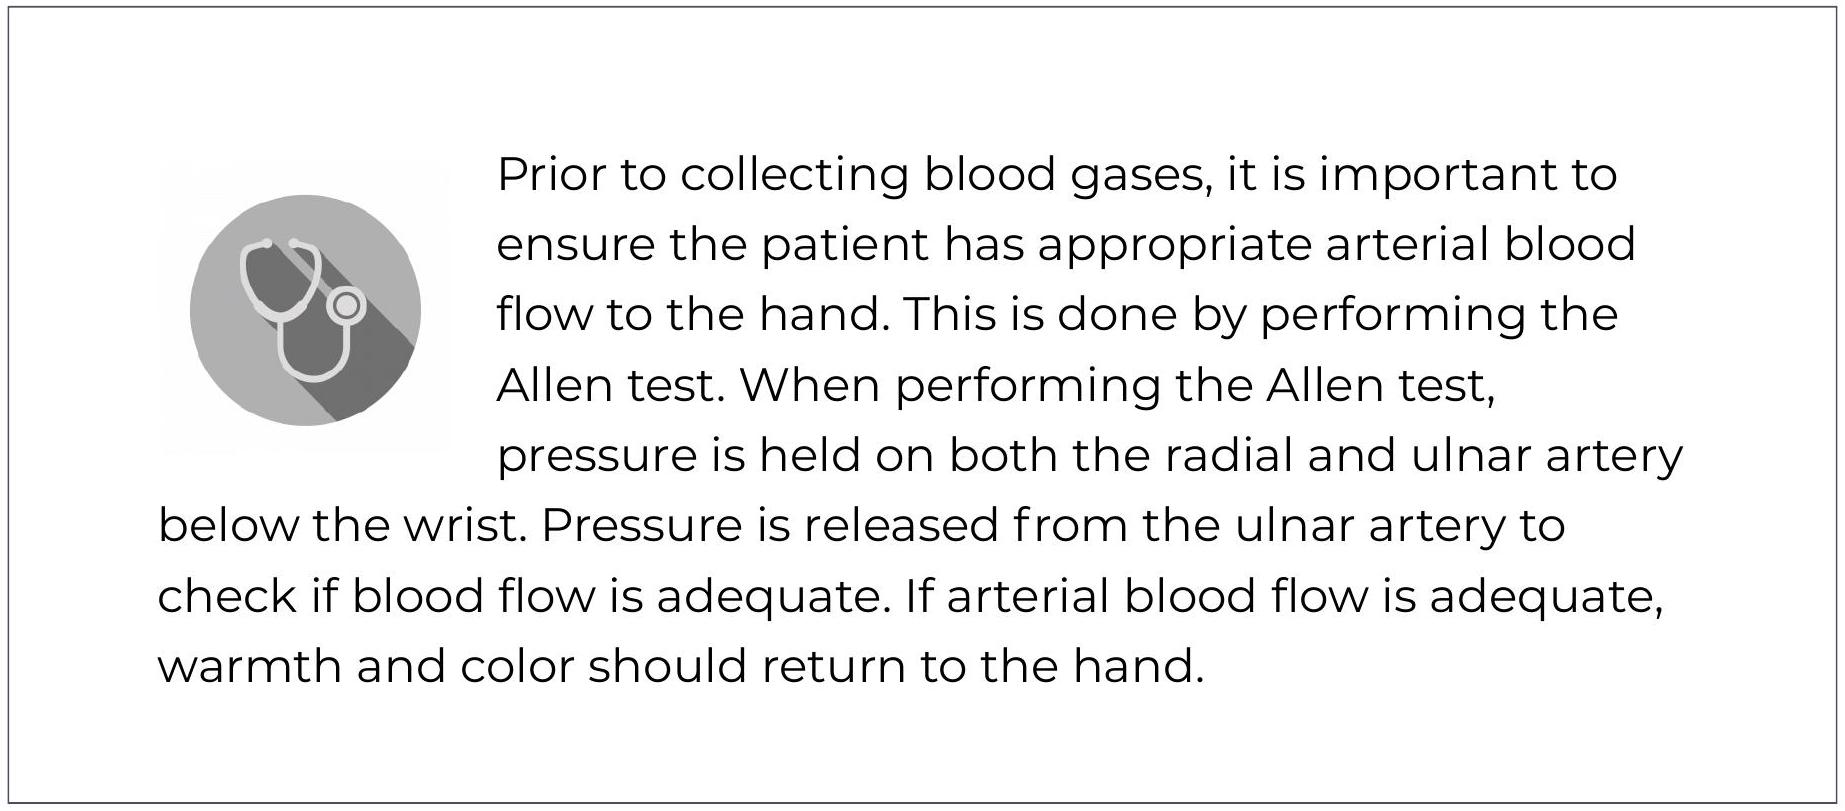 Prior to collecting blood gases, it is important to
ensure the patient has appropriate arterial blood
flow to the hand. This is done by performing the
Allen test. When performing the Allen test,
pressure is held on both the radial and ulnar artery
below the wrist. Pressure is released from the ulnar artery to
check if blood flow is adequate. If arterial blood flow is adequate,
warmth and color should return to the hand.